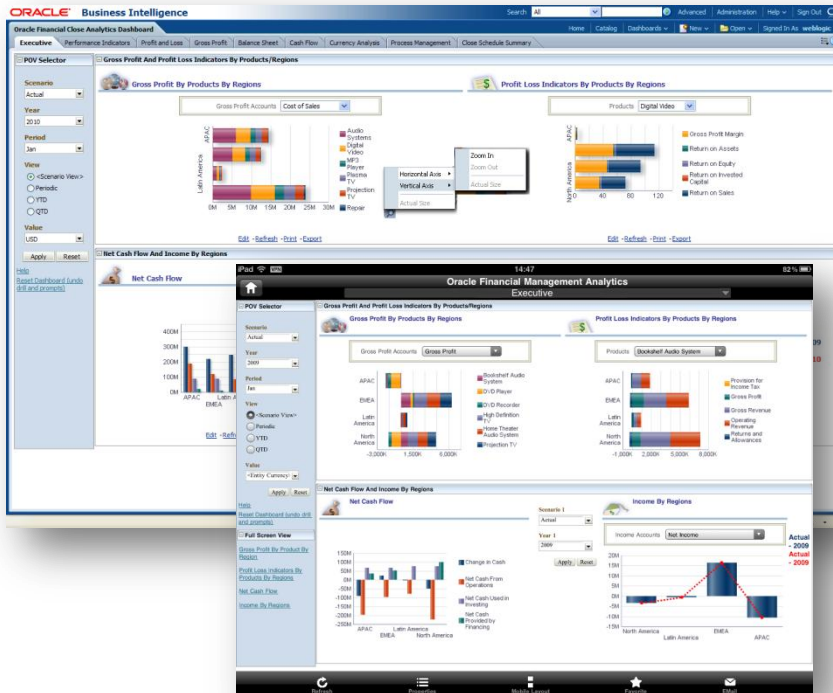 ORACLE Business Intelligence
Search All Advanced Administration Help Sign Out
Oracle Financial Close Analytics Dashboard
Home Catalog Dashboards New Open Signed In As weblogic
Executive Performance Indicators Profit and Loss Gross Profit Balance Sheet Cash Flow Currency Analysis Process Management Close Schedule Summary
POV Selector
Scenario
Actual
Year
2010
Period
Jan
View
<Scenario View>
Periodic
YTD
QTD
Value
USD
Apply Reset
Help
Reset Dashboard (undo
drill and prompts)
Gross Profit And Profit Loss Indicators By Products/Regions
Gross Profit By Products By Regions
Gross Profit Accounts Cost of Sales
APAC
Latin America
0M 5M 10M 15M 20M 25M 30M
Audio
Systems
Digital
Video
MP3
Player
Plasma
TV
Projection
TV
Repair
Edit -Refresh -Print -Export
Horizontal Axis
Vertical Axis
Actual Size
Zoom In
Zoom Out
Actual Size
Profit Loss Indicators By Products By Regions
Products Digital Video
APAC
North America
0 40 80 120
Gross Profit Margin
Return on Assets
Return on Equity
Return on Invested
Capital
Return on Sales
Edit -Refresh -Print -Export
Net Cash Flow And Income By Regions
Net Cash Flow
400M
300M
200M
100M
0M
APAC Latin A
EMEA
Edit -Refr
09
10
iPad 14:47 82 %
Oracle Financial Management Analytics
Executive
POV Selector
Scenario
Actual
Year
2009
Period
Jan
View
<Scenario View>
Periodic
YTD
QTD
Value
<Entity Currency>
Apply Reset
Help
Reset Dashboard (undo drill
and prompts)
Full Screen View
Gross Profit By Product By
Region
Profit Loss Indicators By
Products By Regions
Net Cash Flow
Income By Regions
Gross Profit And Profit Loss Indicators By Products/Regions
Gross Profit By Products By Regions
Gross Profit Accounts Gross Profit
APAC
EMEA
Latin
America
North
America
-3,000K 1,500K 6,000K
Bookshelf Audio
System
DVD Player
DVD Recorder
High Definition
TV
Home Theater
Audio System
Projection TV
Profit Loss Indicators By Products By Regions
Products Bookshelf Audio System
APAC
EMEA
Latin
America
North
America
-1,000K 2,000K 5,000K 8,000K
Provision for
Income Tax
Gross Profit
Gross Revenue
Operating
Revenue
Returns and
Allowances
Net Cash Flow And Income By Regions
Net Cash Flow
150M
100M
50M
0M
-50M
-100M
-150M
-200M
-250M
APAC Latin America
EMEA North America
Change in Cash
Net Cash From
Operations
Net Cash Used in
Investing
Net Cash
Provided by
Financing
Scenario 1
Actual
Year 1
2009
Apply Reset
Income By Regions
Income Accounts Net Income
Actual
- 2009
Actual
- 2009
20M
15M
10M
5M
0M
-5M
-10M
-15M
North America EMEA
Latin America APAC
Refresh Properties Mobile Layout Favorite EMail